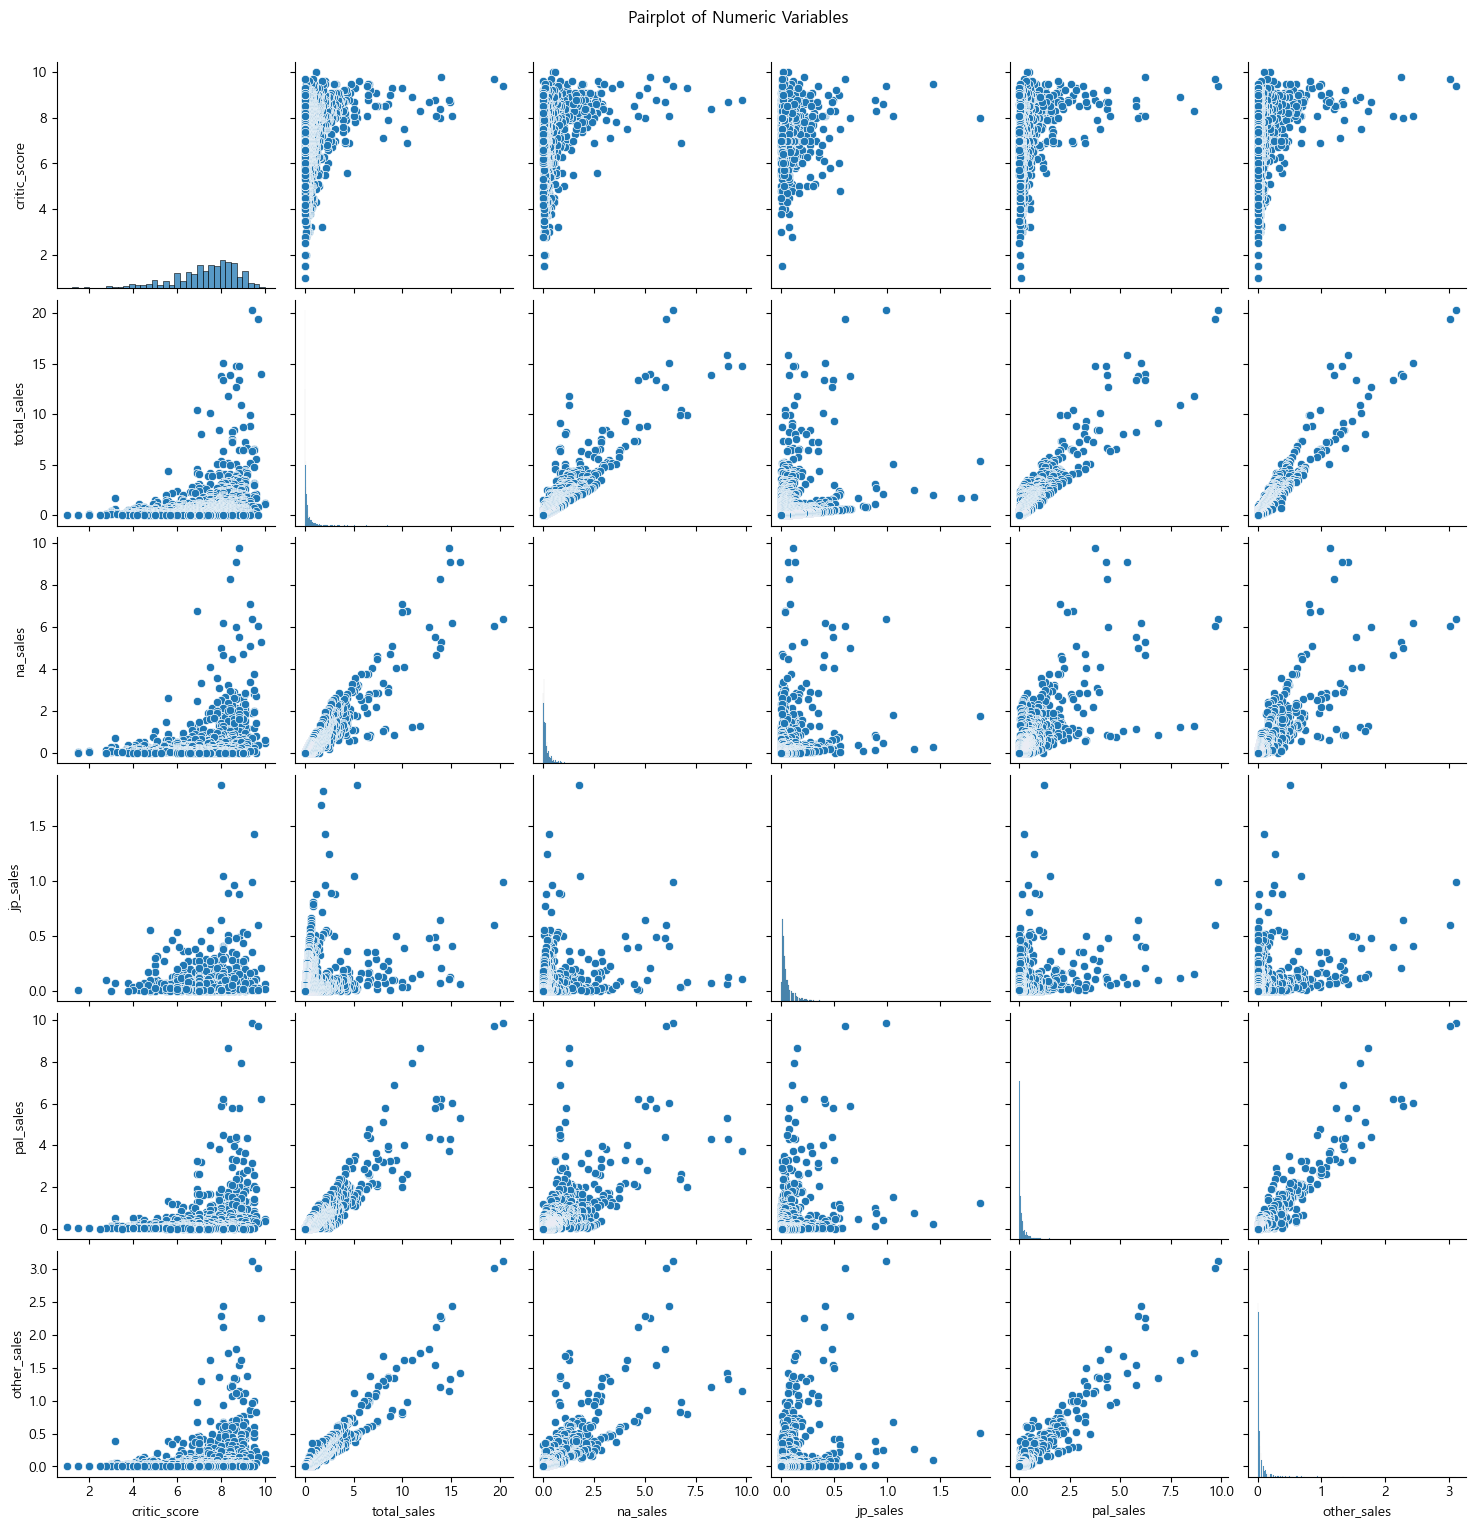 Pairplot of Numeric Variables
10
8
6
4
2
critic_score
20
15
10
5
0
total_sales
10
8
6
4
2
0
na_sales
1.5
1.0
0.5
0.0
jp_sales
10
8
6
4
2
0
pal_sales
3.0
2.5
2.0
1.5
1.0
0.5
0.0
other_sales
2 4 6 8 10
0 5 10 15 20
0.0 2.5 5.0 7.5 10.0
0.0 0.5 1.0 1.5
0.0 2.5 5.0 7.5 10.0
0 1 2 3
critic_score total_sales na_sales jp_sales pal_sales other_sales